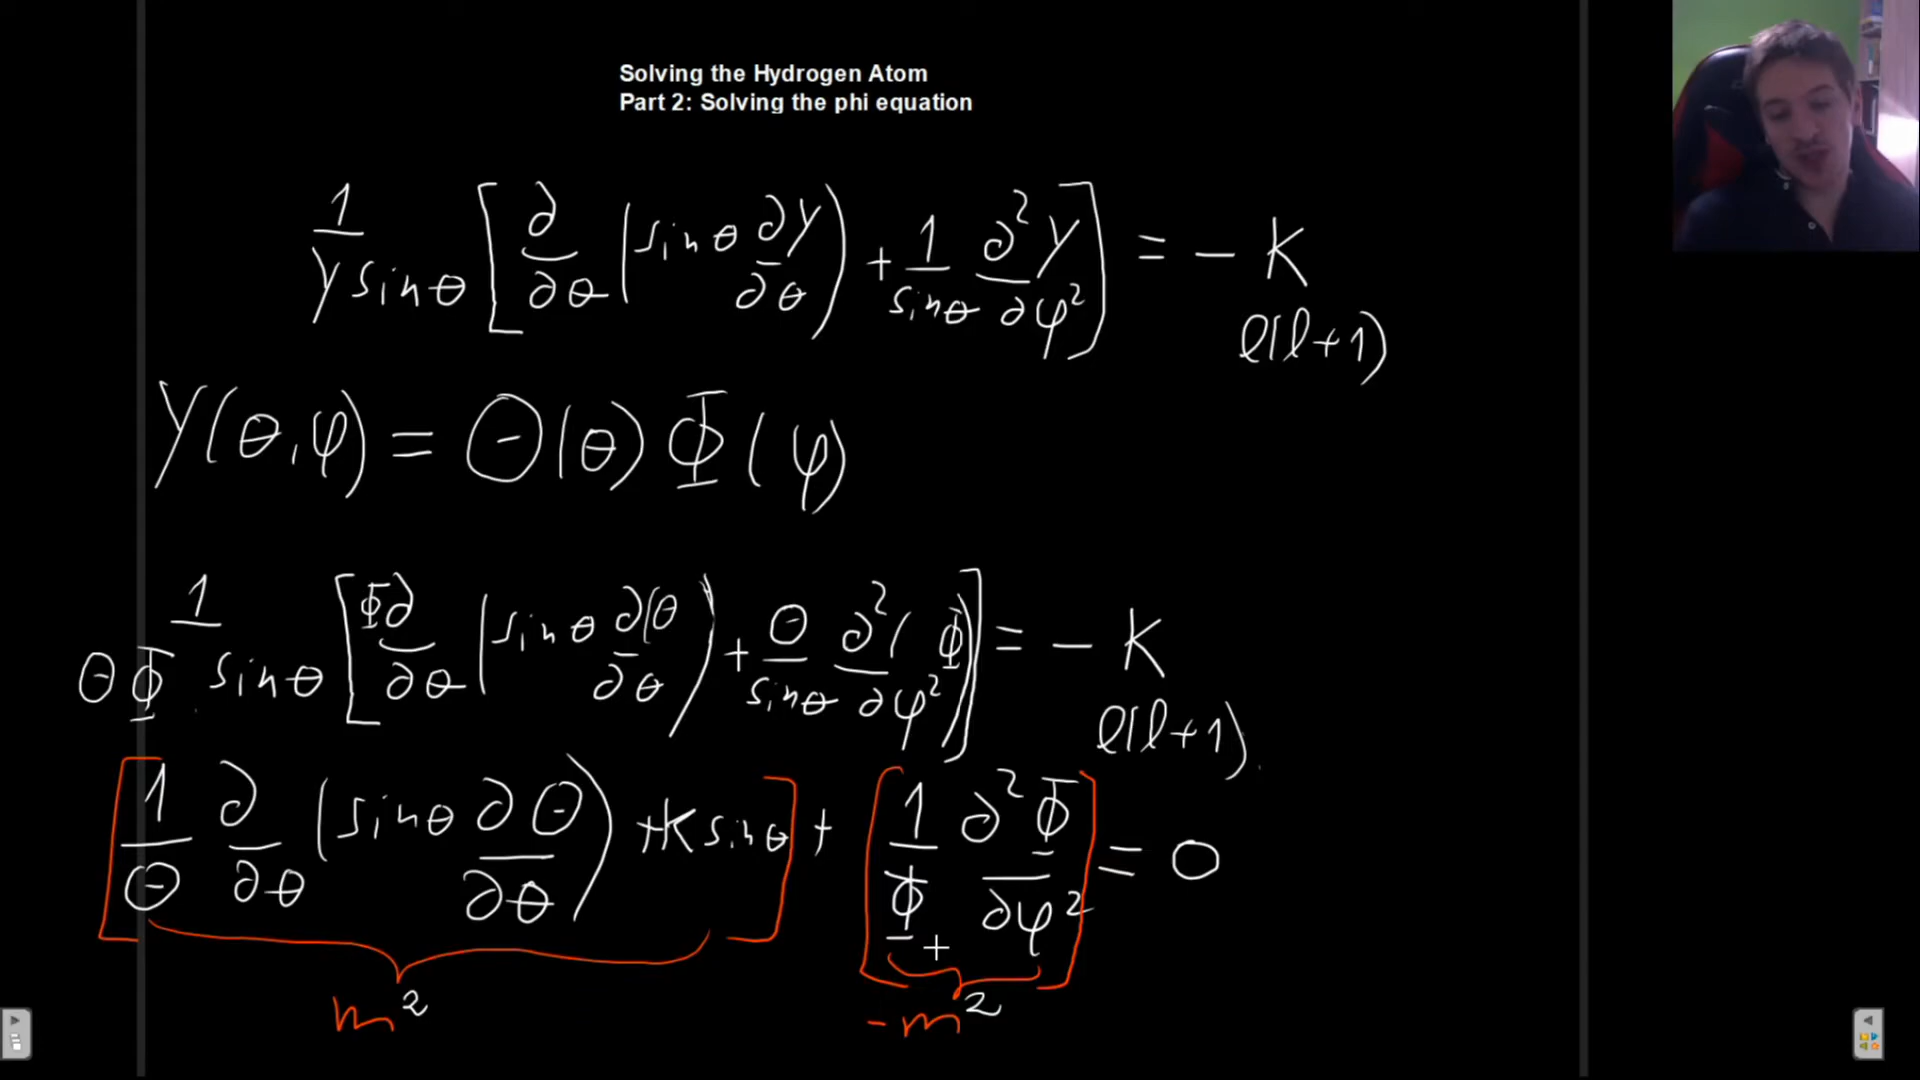 Solving the Hydrogen Atom
Part 2: Solving the phi equation
1/(Y sinθ) [∂/∂θ (sinθ ∂Y/∂θ) + 1/sinθ ∂²Y/∂φ²] = - K
l(l+1)
Y(θ,φ) = Θ(θ) Φ(φ)
1/(ΘΦ sinθ) [Φ∂/∂θ (sinθ ∂(Θ/∂θ) + Θ/sinθ ∂²(Φ)/∂φ²] = - K
l(l+1)
[1/Θ ∂/∂θ (sinθ ∂Θ/∂θ) + K sinθ] + [1/Φ ∂²Φ/∂φ²] = 0
m² -m²